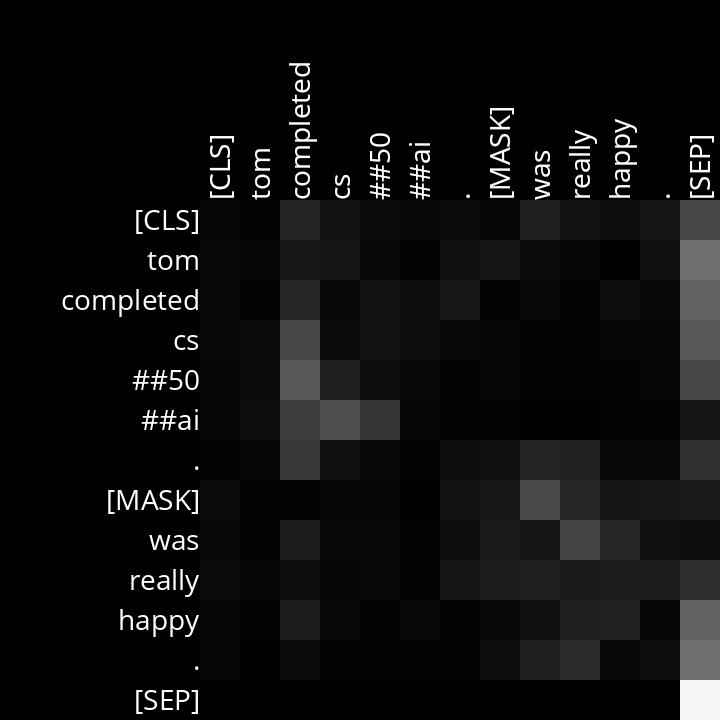 [CLS] tom completed cs ##50 ##ai . [MASK] was really happy . [SEP]
[CLS]
tom
completed
cs
##50
##ai
.
[MASK]
was
really
happy
.
[SEP]